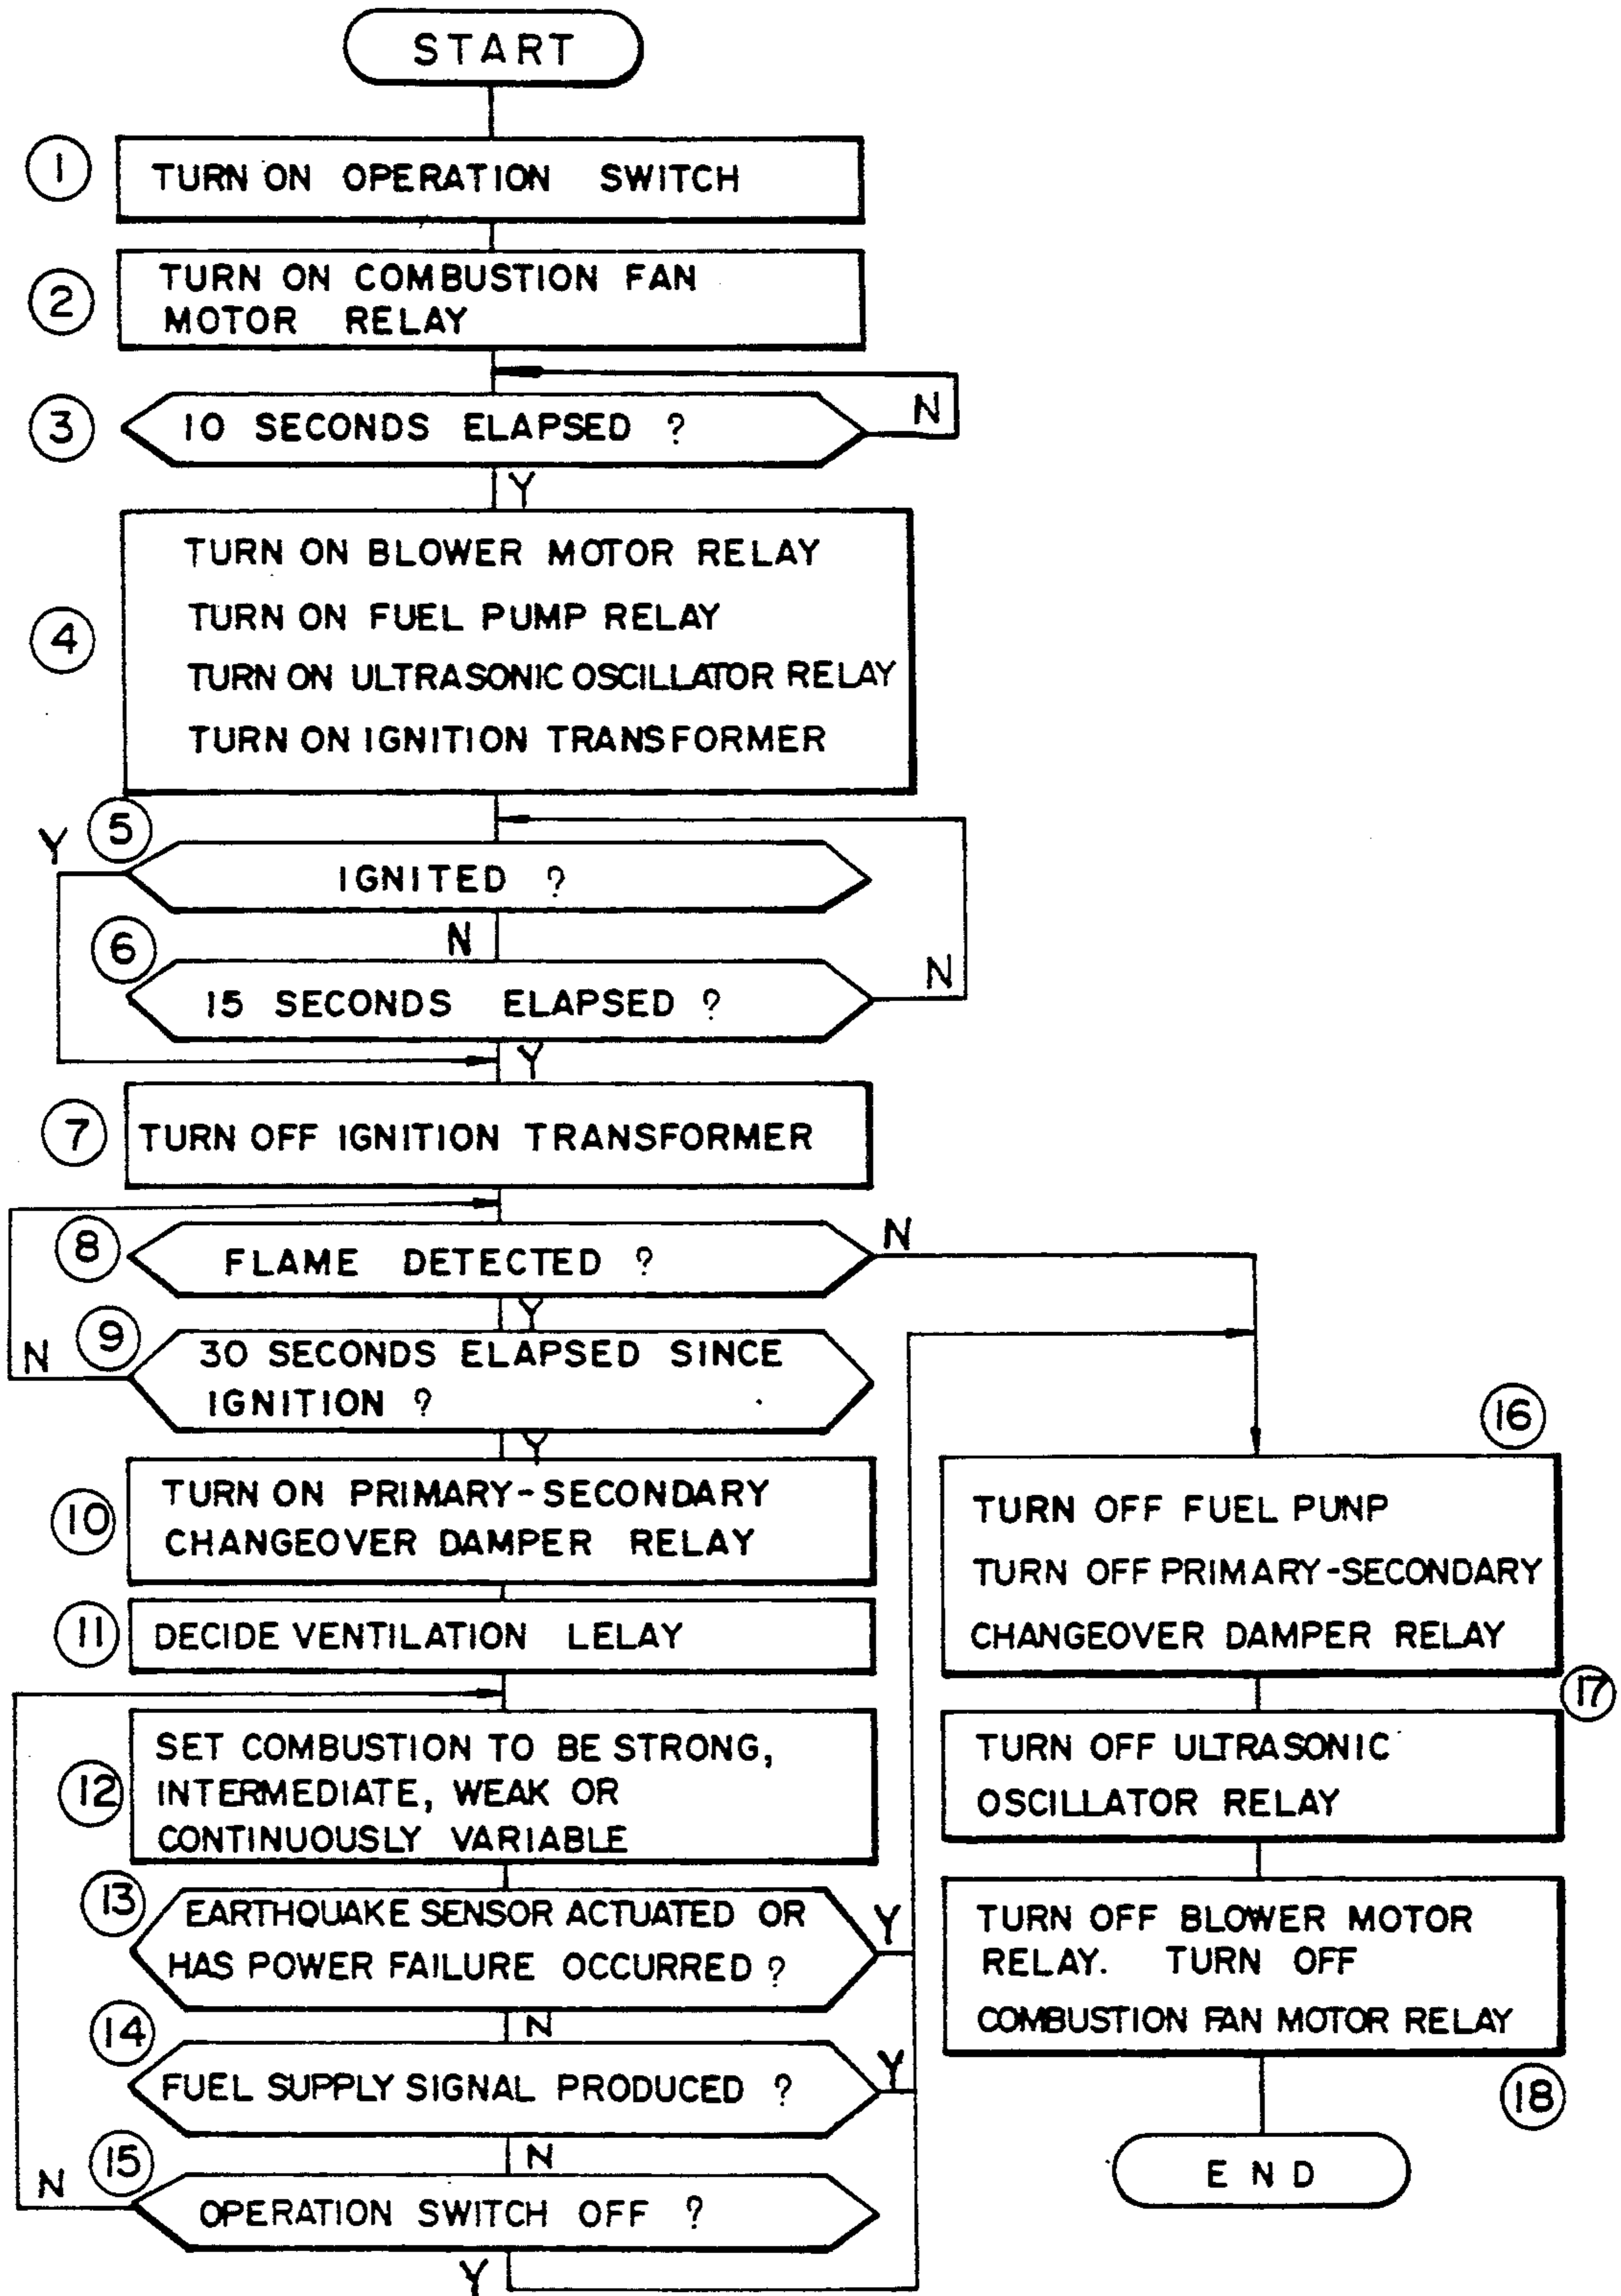 START
1
TURN ON OPERATION SWITCH
2
TURN ON COMBUSTION FAN
MOTOR RELAY
3
10 SECONDS ELAPSED ?
N
Y
4
TURN ON BLOWER MOTOR RELAY
TURN ON FUEL PUMP RELAY
TURN ON ULTRASONIC OSCILLATOR RELAY
TURN ON IGNITION TRANSFORMER
5
Y
IGNITED ?
N
6
15 SECONDS ELAPSED ?
N
Y
7
TURN OFF IGNITION TRANSFORMER
8
FLAME DETECTED ?
N
Y
9
N
30 SECONDS ELAPSED SINCE
IGNITION ?
Y
10
TURN ON PRIMARY-SECONDARY
CHANGEOVER DAMPER RELAY
11
DECIDE VENTILATION LELAY
12
SET COMBUSTION TO BE STRONG,
INTERMEDIATE, WEAK OR
CONTINUOUSLY VARIABLE
13
EARTHQUAKE SENSOR ACTUATED OR
HAS POWER FAILURE OCCURRED ?
Y
N
14
FUEL SUPPLY SIGNAL PRODUCED ?
Y
N
15
N
OPERATION SWITCH OFF ?
Y
16
TURN OFF FUEL PUNP
TURN OFF PRIMARY-SECONDARY
CHANGEOVER DAMPER RELAY
17
TURN OFF ULTRASONIC
OSCILLATOR RELAY
TURN OFF BLOWER MOTOR
RELAY. TURN OFF
COMBUSTION FAN MOTOR RELAY
18
END